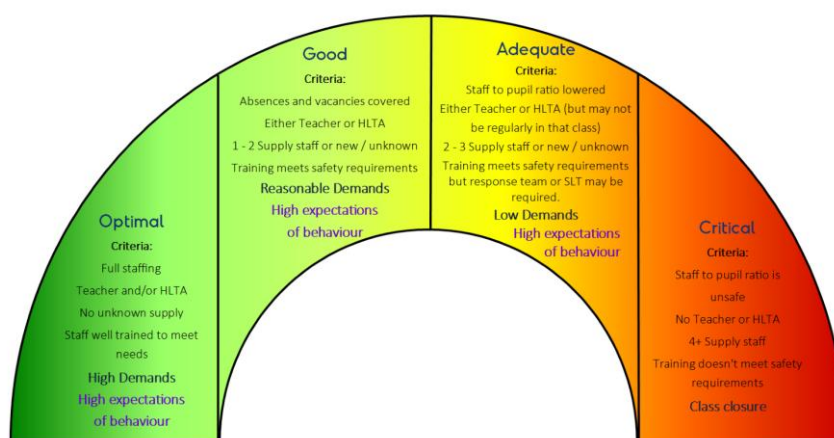 Optimal
Criteria:
Full staffing
Teacher and/or HLTA
No unknown supply
Staff well trained to meet
needs
High Demands
High expectations
of behaviour
Good
Criteria:
Absences and vacancies covered
Either Teacher or HLTA
1 - 2 Supply staff or new / unknown
Training meets safety requirements
Reasonable Demands
High expectations
of behaviour
Adequate
Criteria:
Staff to pupil ratio lowered
Either Teacher or HLTA (but may not
be regularly in that class)
2 - 3 Supply staff or new / unknown
Training meets safety requirements
but response team or SLT may be
required.
Low Demands
High expectations
of behaviour
Critical
Criteria:
Staff to pupil ratio is
unsafe
No Teacher or HLTA
4+ Supply staff
Training doesn't meet safety
requirements
Class closure